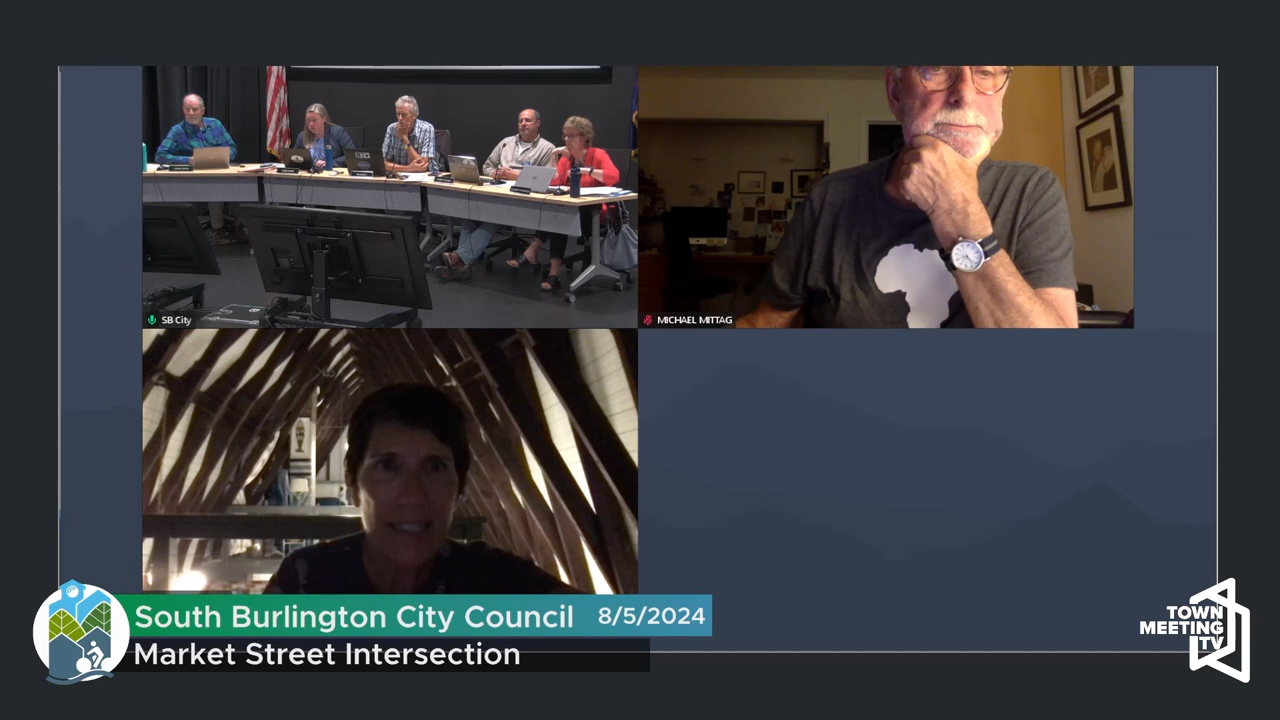 SB City
MICHAEL MITTAG
South Burlington City Council 8/5/2024
Market Street Intersection
TOWN
MEETING
TV